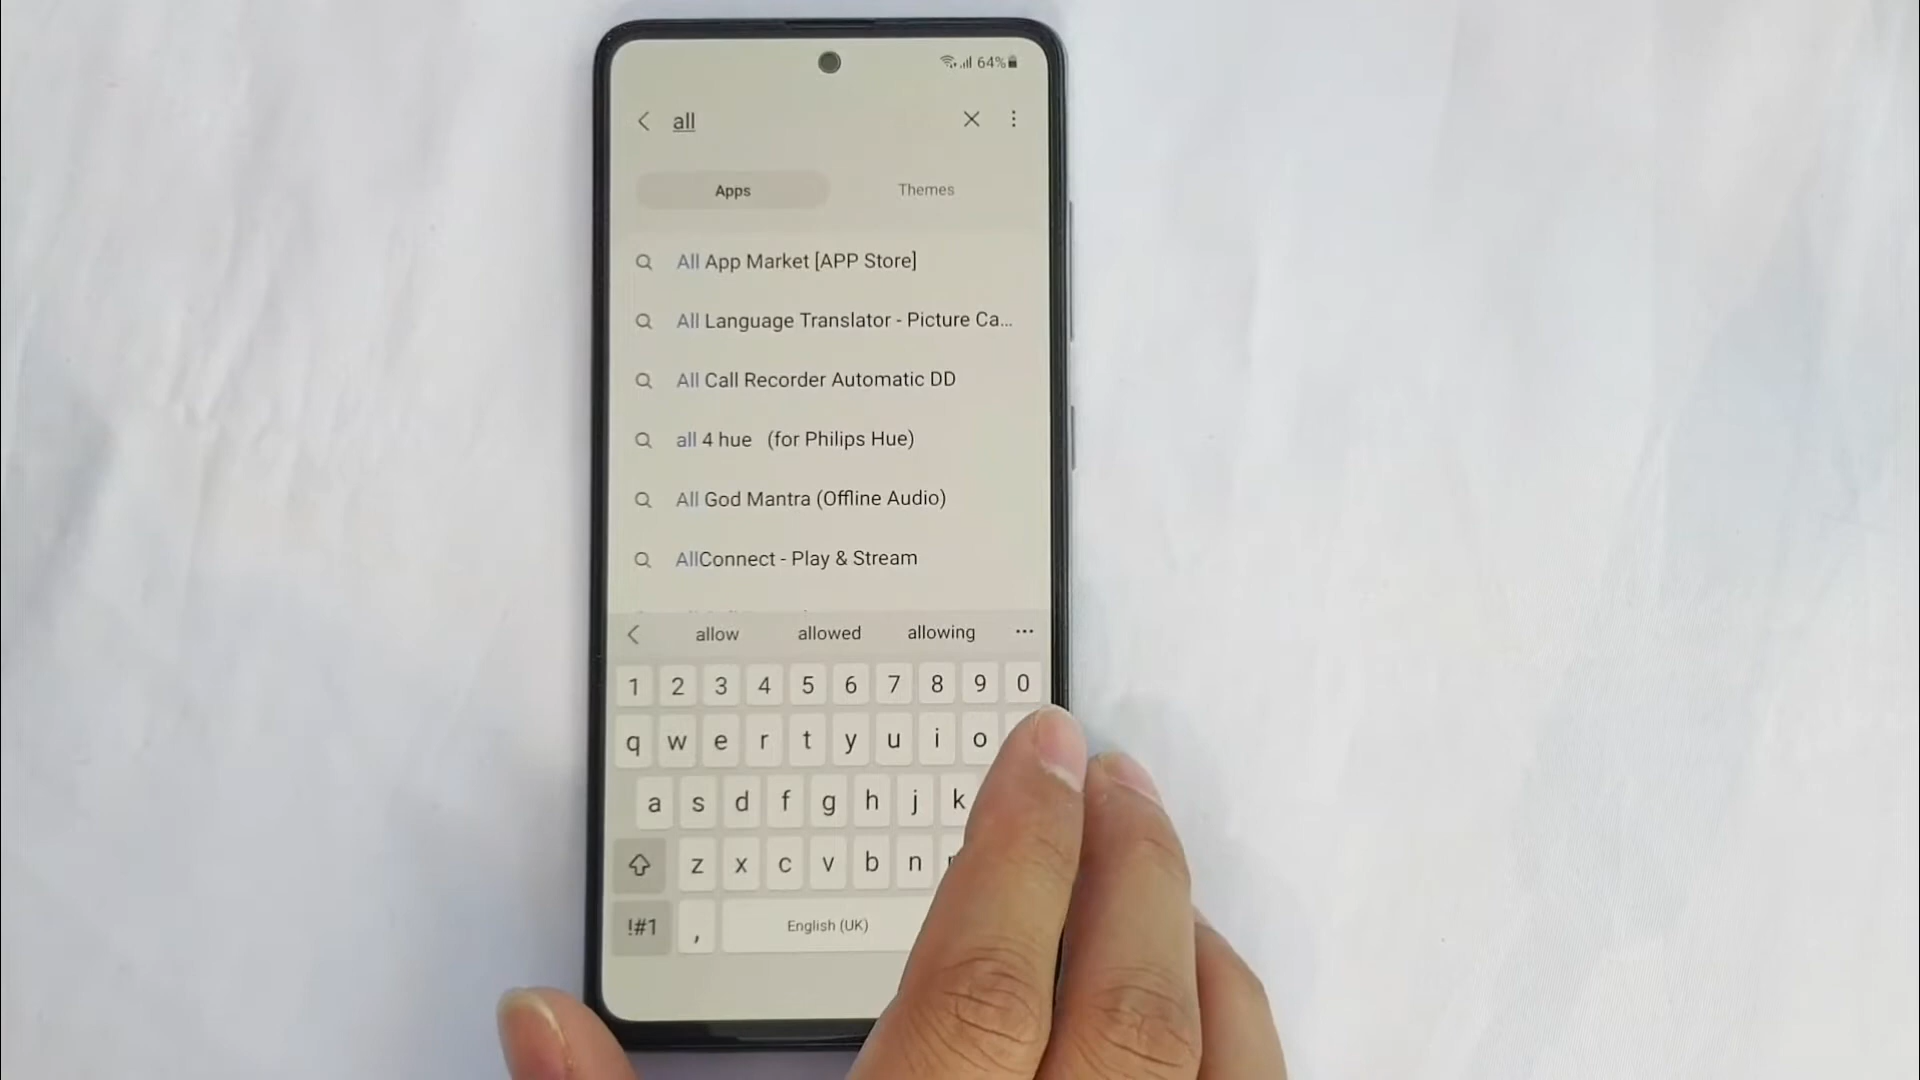 64%
all
Apps Themes
All App Market [APP Store]
All Language Translator - Picture Ca...
All Call Recorder Automatic DD
all 4 hue (for Philips Hue)
All God Mantra (Offline Audio)
AllConnect - Play & Stream
allow allowed allowing ...
1 2 3 4 5 6 7 8 9 0
q w e r t y u i o
a s d f g h j k
z x c v b n
!#1 , English (UK)